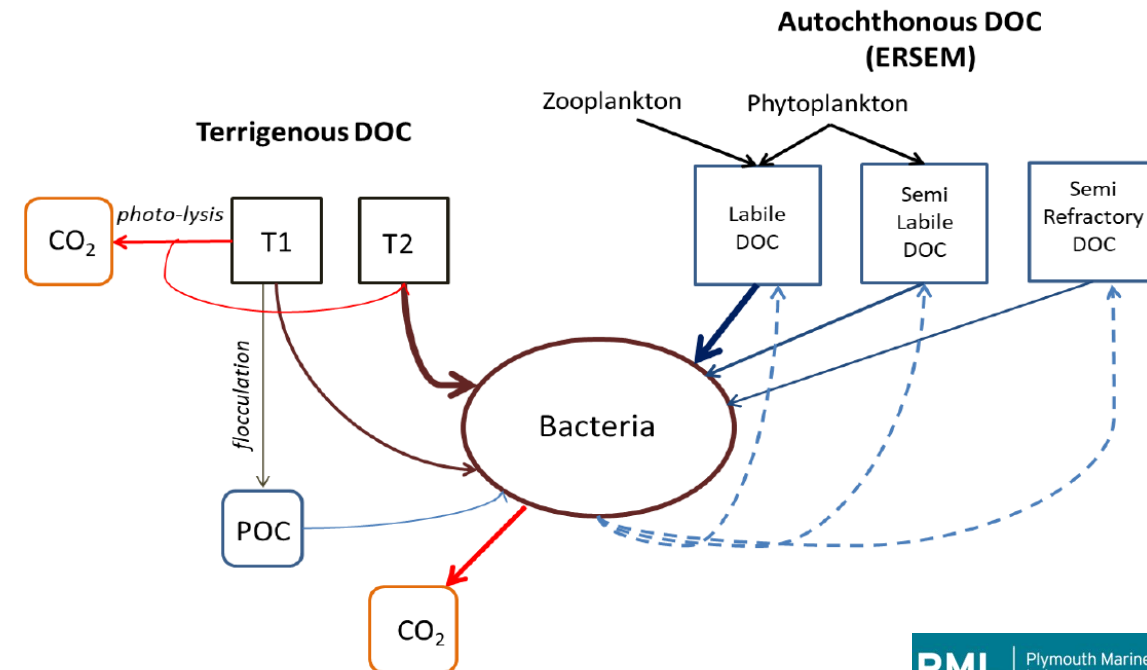 Autochthonous DOC
(ERSEM)
Zooplankton
Phytoplankton
Terrigenous DOC
CO₂
photo-lysis
T1
T2
Labile
DOC
Semi
Labile
DOC
Semi
Refractory
DOC
flocculation
Bacteria
POC
CO₂
PML
Plymouth Marine